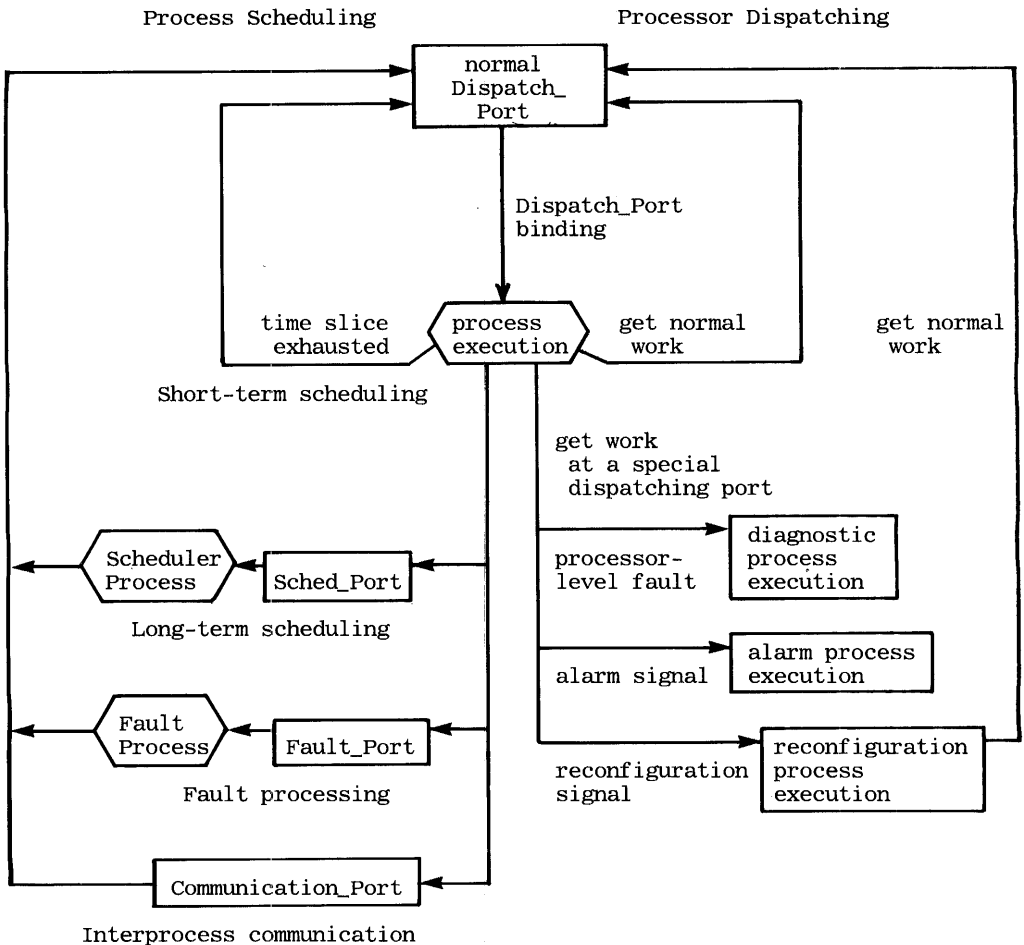 Process Scheduling
Processor Dispatching
normal
Dispatch_
Port
Dispatch_Port
binding
time slice
exhausted
process
execution
get normal
work
get normal
work
Short-term scheduling
get work
at a special
dispatching port
Scheduler
Process
Sched_Port
Long-term scheduling
processor-
level fault
diagnostic
process
execution
alarm signal
alarm process
execution
Fault
Process
Fault_Port
Fault processing
reconfiguration
signal
reconfiguration
process
execution
Communication_Port
Interprocess communication